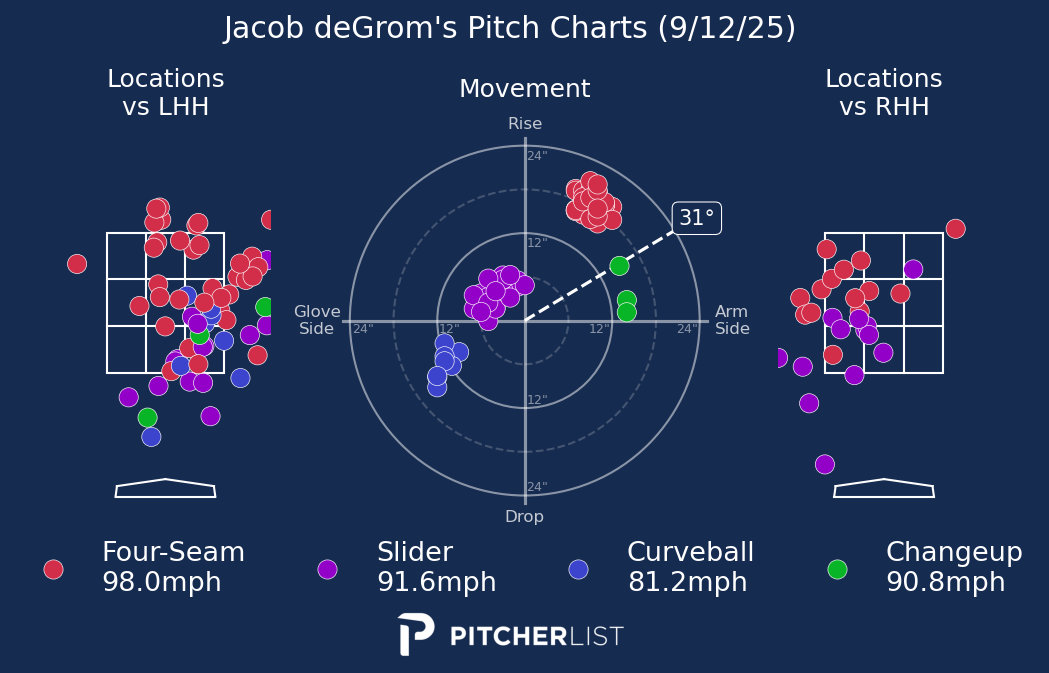 Jacob deGrom's Pitch Charts (9/12/25)
Locations
vs LHH
Movement
Locations
vs RHH
Rise
24"
31°
12"
Glove
Side
24"
12"
12"
24"
Arm
Side
12"
24"
Drop
Four-Seam
98.0mph
Slider
91.6mph
Curveball
81.2mph
Changeup
90.8mph
PITCHERLIST